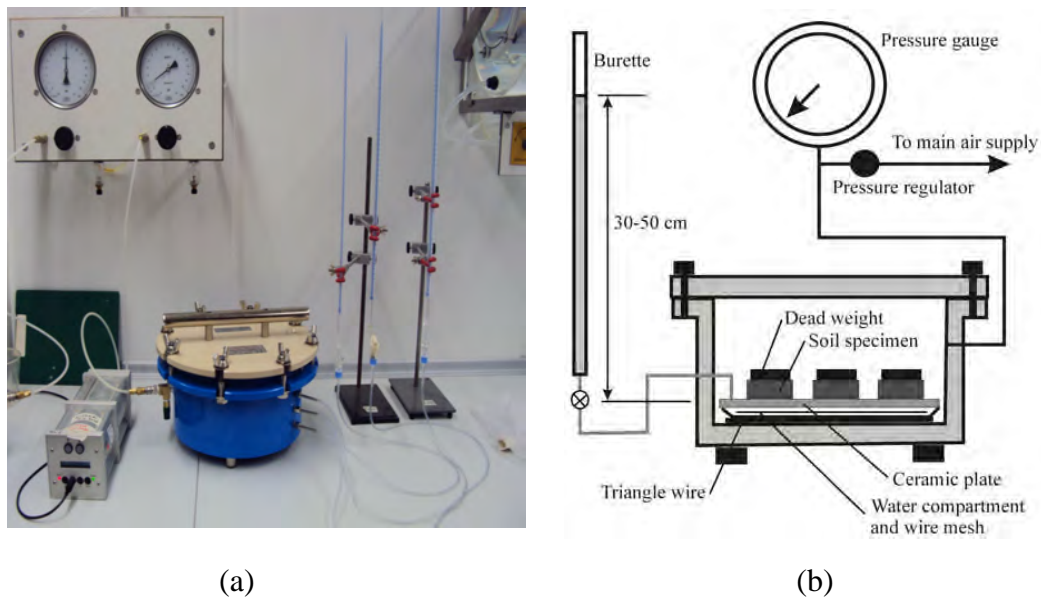 Burette
Pressure gauge
To main air supply
Pressure regulator
30-50 cm
Dead weight
Soil specimen
Triangle wire
Ceramic plate
Water compartment
and wire mesh
(a)
(b)